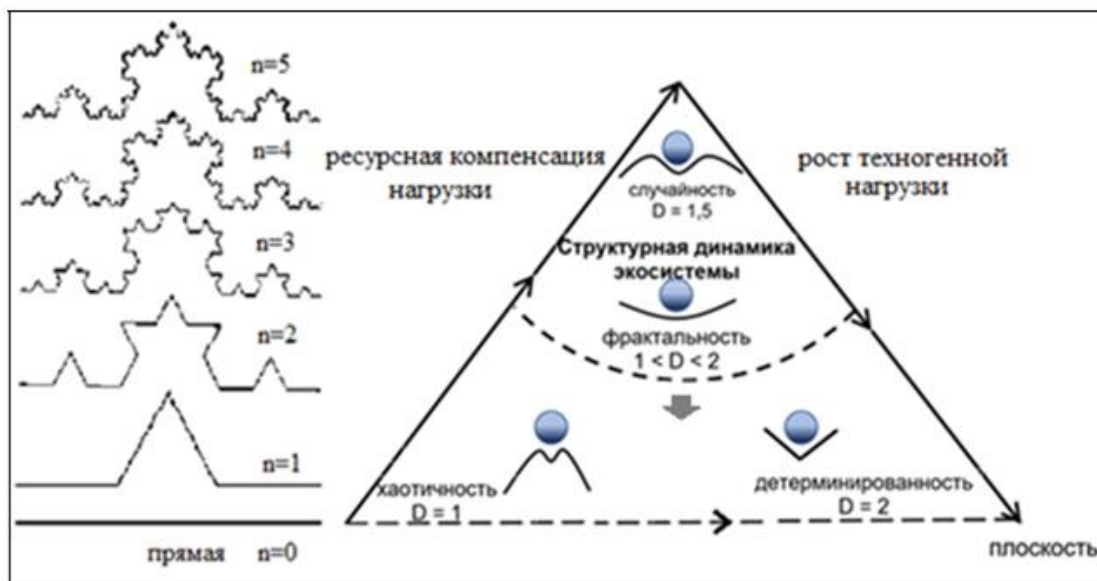 n=5
n=4
n=3
n=2
n=1
прямая n=0
ресурсная компенсация
нагрузки
рост техногенной
нагрузки
случайность
D = 1,5
Структурная динамика
экосистемы
фрактальность
1 < D < 2
хаотичность
D = 1
детерминированность
D = 2
плоскость